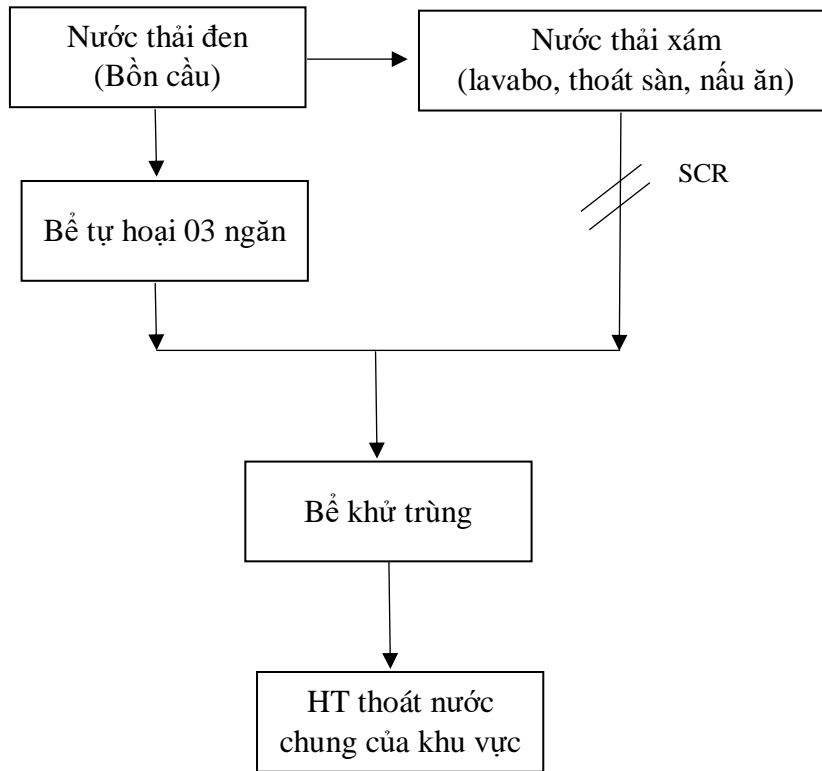 Nước thải đen
(Bồn cầu)
Nước thải xám
(lavabo, thoát sàn, nấu ăn)
SCR
Bể tự hoại 03 ngăn
Bể khử trùng
HT thoát nước
chung của khu vực